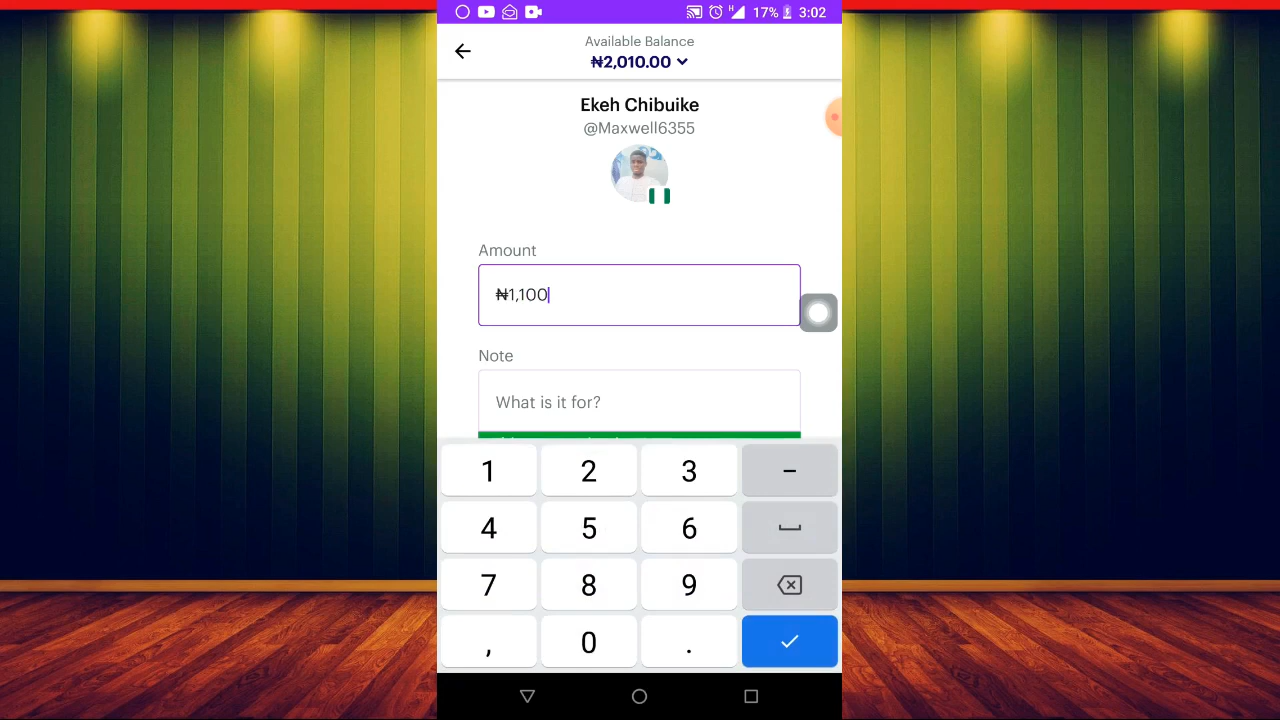 17% 3:02
Available Balance
₦2,010.00
Ekeh Chibuike
@Maxwell6355
Amount
₦1,100
Note
What is it for?
1 2 3 -
4 5 6
7 8 9
, 0 .